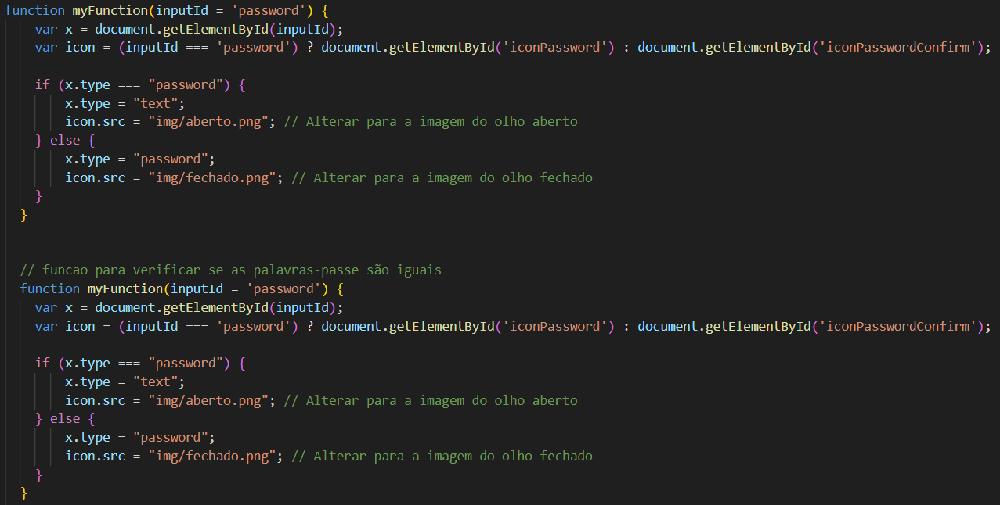 function myFunction(inputId = 'password') {
var x = document.getElementById(inputId);
var icon = (inputId === 'password') ? document.getElementById('iconPassword') : document.getElementById('iconPasswordConfirm');
if (x.type === "password") {
x.type = "text";
icon.src = "img/aberto.png"; // Alterar para a imagem do olho aberto
} else {
x.type = "password";
icon.src = "img/fechado.png"; // Alterar para a imagem do olho fechado
}
}
// funcao para verificar se as palavras-passe são iguais
function myFunction(inputId = 'password') {
var x = document.getElementById(inputId);
var icon = (inputId === 'password') ? document.getElementById('iconPassword') : document.getElementById('iconPasswordConfirm');
if (x.type === "password") {
x.type = "text";
icon.src = "img/aberto.png"; // Alterar para a imagem do olho aberto
} else {
x.type = "password";
icon.src = "img/fechado.png"; // Alterar para a imagem do olho fechado
}
}